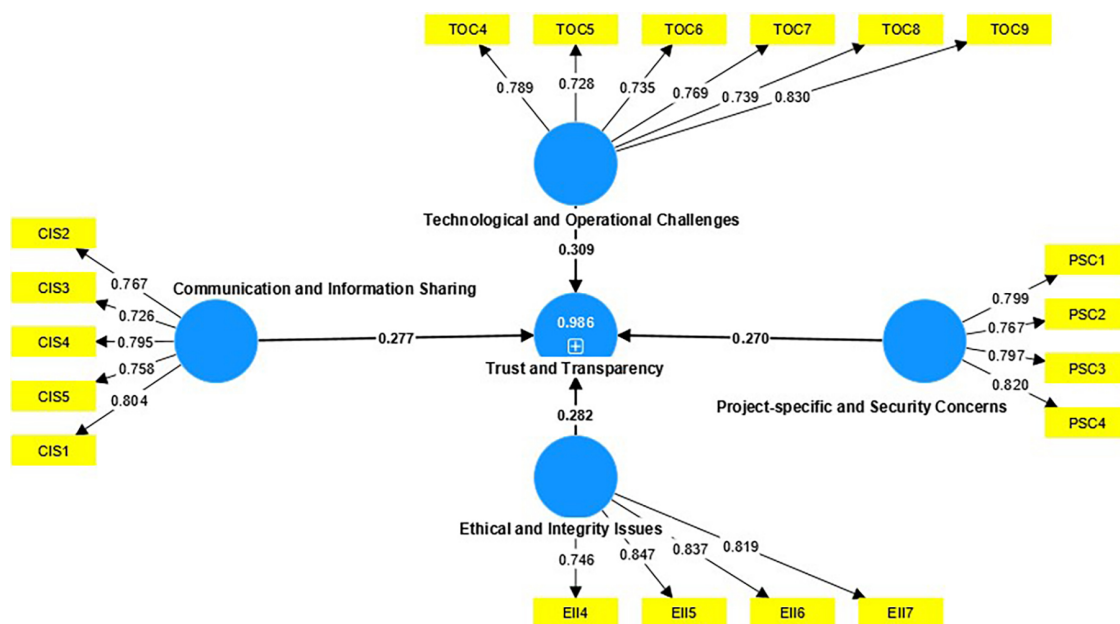 TOC4 TOC5 TOC6 TOC7 TOC8 TOC9
0.789 0.728 0.735 0.769 0.739 0.830
Technological and Operational Challenges
0.309
CIS2
CIS3
CIS4
CIS5
CIS1
0.767
0.726
0.795
0.758
0.804
Communication and Information Sharing
0.277
0.986
Trust and Transparency
0.270
PSC1
PSC2
PSC3
PSC4
0.799
0.767
0.797
0.820
Project-specific and Security Concerns
0.282
Ethical and Integrity Issues
0.746 0.847 0.837 0.819
EII4 EII5 EII6 EII7